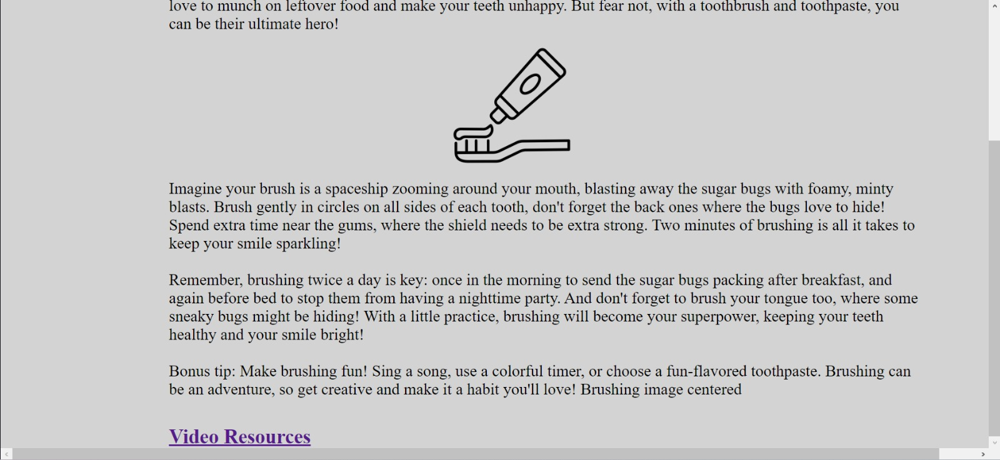 love to munch on leftover food and make your teeth unhappy. But fear not, with a toothbrush and toothpaste, you
can be their ultimate hero!
Imagine your brush is a spaceship zooming around your mouth, blasting away the sugar bugs with foamy, minty
blasts. Brush gently in circles on all sides of each tooth, don't forget the back ones where the bugs love to hide!
Spend extra time near the gums, where the shield needs to be extra strong. Two minutes of brushing is all it takes to
keep your smile sparkling!
Remember, brushing twice a day is key: once in the morning to send the sugar bugs packing after breakfast, and
again before bed to stop them from having a nighttime party. And don't forget to brush your tongue too, where some
sneaky bugs might be hiding! With a little practice, brushing will become your superpower, keeping your teeth
healthy and your smile bright!
Bonus tip: Make brushing fun! Sing a song, use a colorful timer, or choose a fun-flavored toothpaste. Brushing can
be an adventure, so get creative and make it a habit you'll love! Brushing image centered
Video Resources